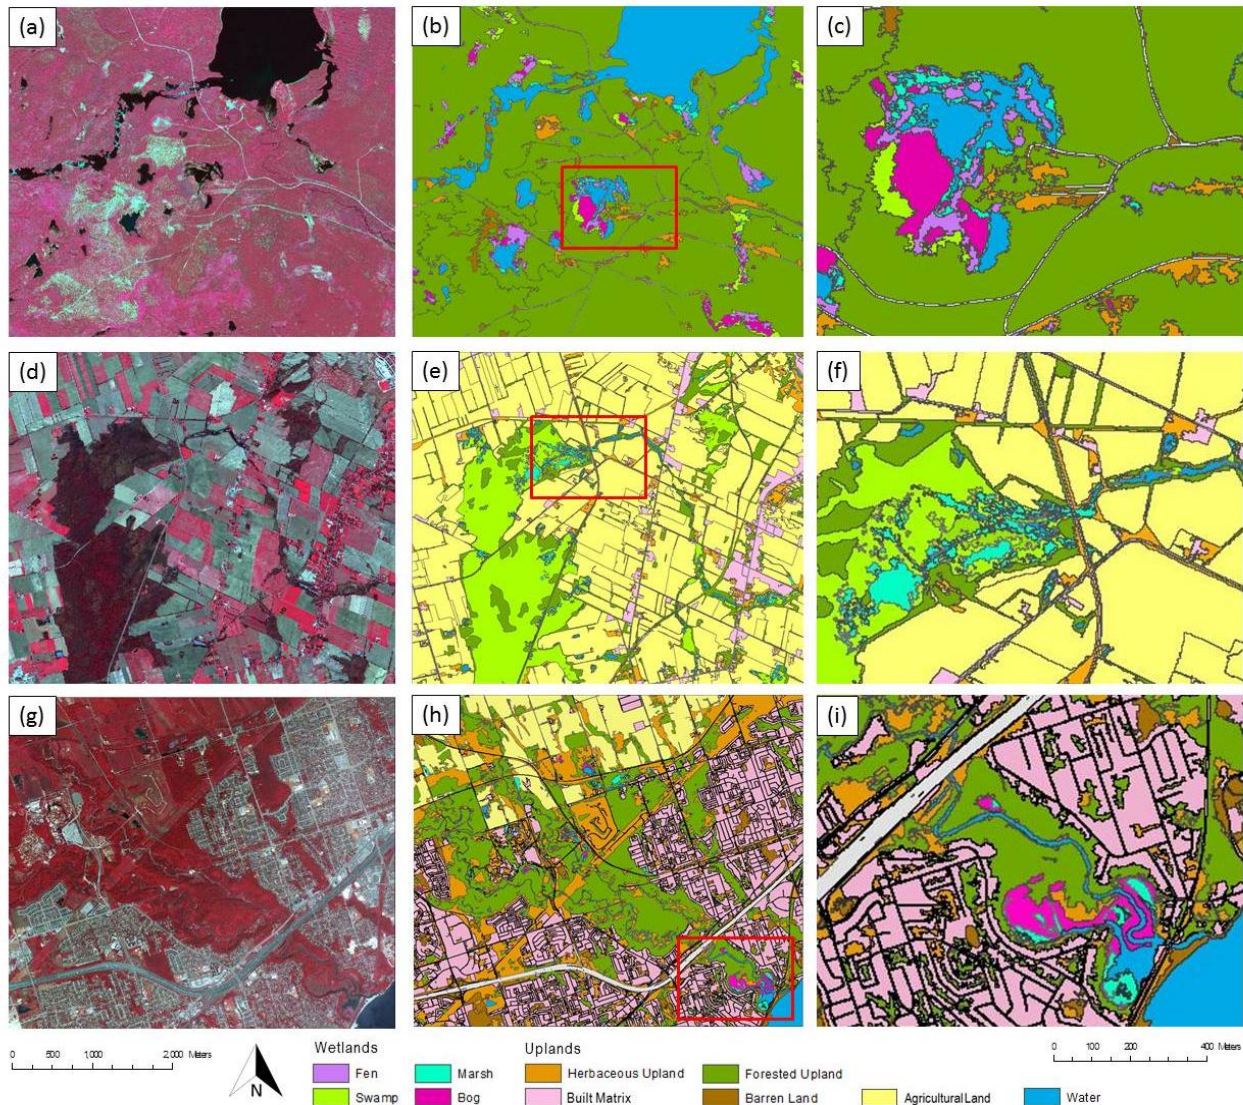 (a)
(b)
(c)
(d)
(e)
(f)
(g)
(h)
(i)
0 500 1,000 2,000 Meters
N
Wetlands
Uplands
Fen
Marsh
Herbaceous Upland
Forested Upland
Swamp
Bog
Built Matrix
Barren Land
Agricultural Land
Water
0 100 200 400 Meters